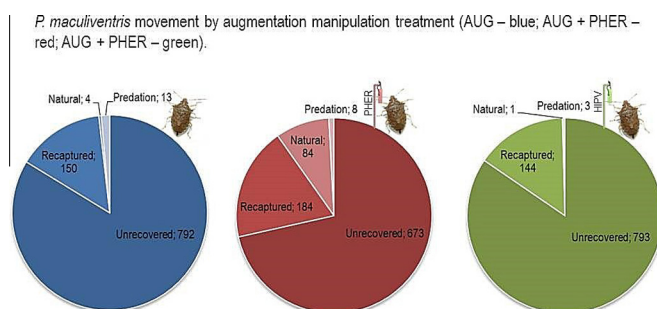 P. maculiventris movement by augmentation manipulation treatment (AUG – blue; AUG + PHER –
red; AUG + PHER – green).
Natural; 4
Predation; 13
Recaptured;
150
Unrecovered; 792
PHER
Predation; 8
Natural;
84
Recaptured; 184
Unrecovered; 673
HIPV
Natural; 1
Predation; 3
Recaptured;
144
Unrecovered; 793